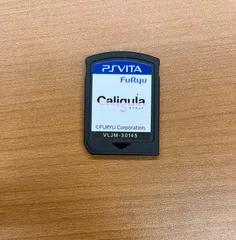 PSVITA
FuRyu
Caligula
©FURYU Corporation.
VLJM-30145